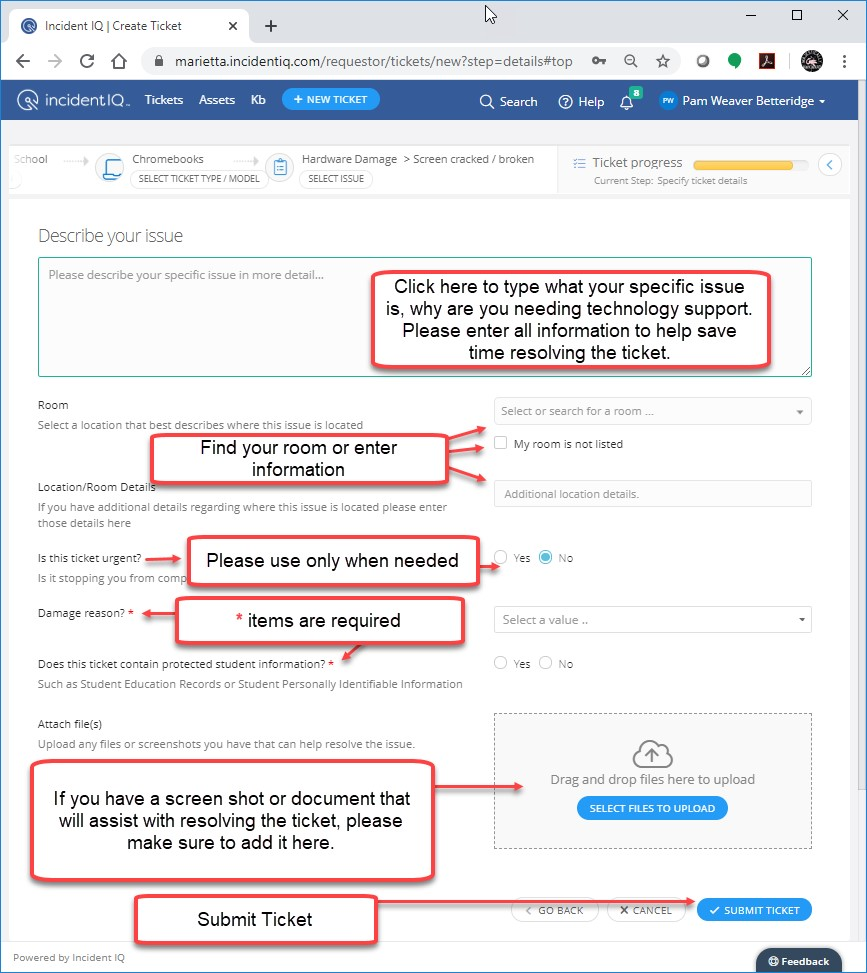 Incident IQ | Create Ticket
marietta.incidentiq.com/requestor/tickets/new?step=details#top
incidentIQ™ Tickets Assets Kb + NEW TICKET Search Help 8 PW Pam Weaver Betteridge
School Chromebooks Hardware Damage > Screen cracked / broken Ticket progress
SELECT TICKET TYPE / MODEL SELECT ISSUE Current Step: Specify ticket details
Describe your issue
Please describe your specific issue in more detail...
Click here to type what your specific issue
is, why are you needing technology support.
Please enter all information to help save
time resolving the ticket.
Room
Select a location that best describes where this issue is located
Select or search for a room ...
My room is not listed
Find your room or enter
information
Location/Room Details
If you have additional details regarding where this issue is located please enter
those details here
Additional location details.
Is this ticket urgent?
Is it stopping you from comp
Please use only when needed
Yes No
Damage reason? *
* items are required
Select a value ..
Does this ticket contain protected student information? *
Such as Student Education Records or Student Personally Identifiable Information
Yes No
Attach file(s)
Upload any files or screenshots you have that can help resolve the issue.
Drag and drop files here to upload
SELECT FILES TO UPLOAD
If you have a screen shot or document that
will assist with resolving the ticket, please
make sure to add it here.
Submit Ticket
GO BACK CANCEL SUBMIT TICKET
Powered by Incident IQ
Feedback